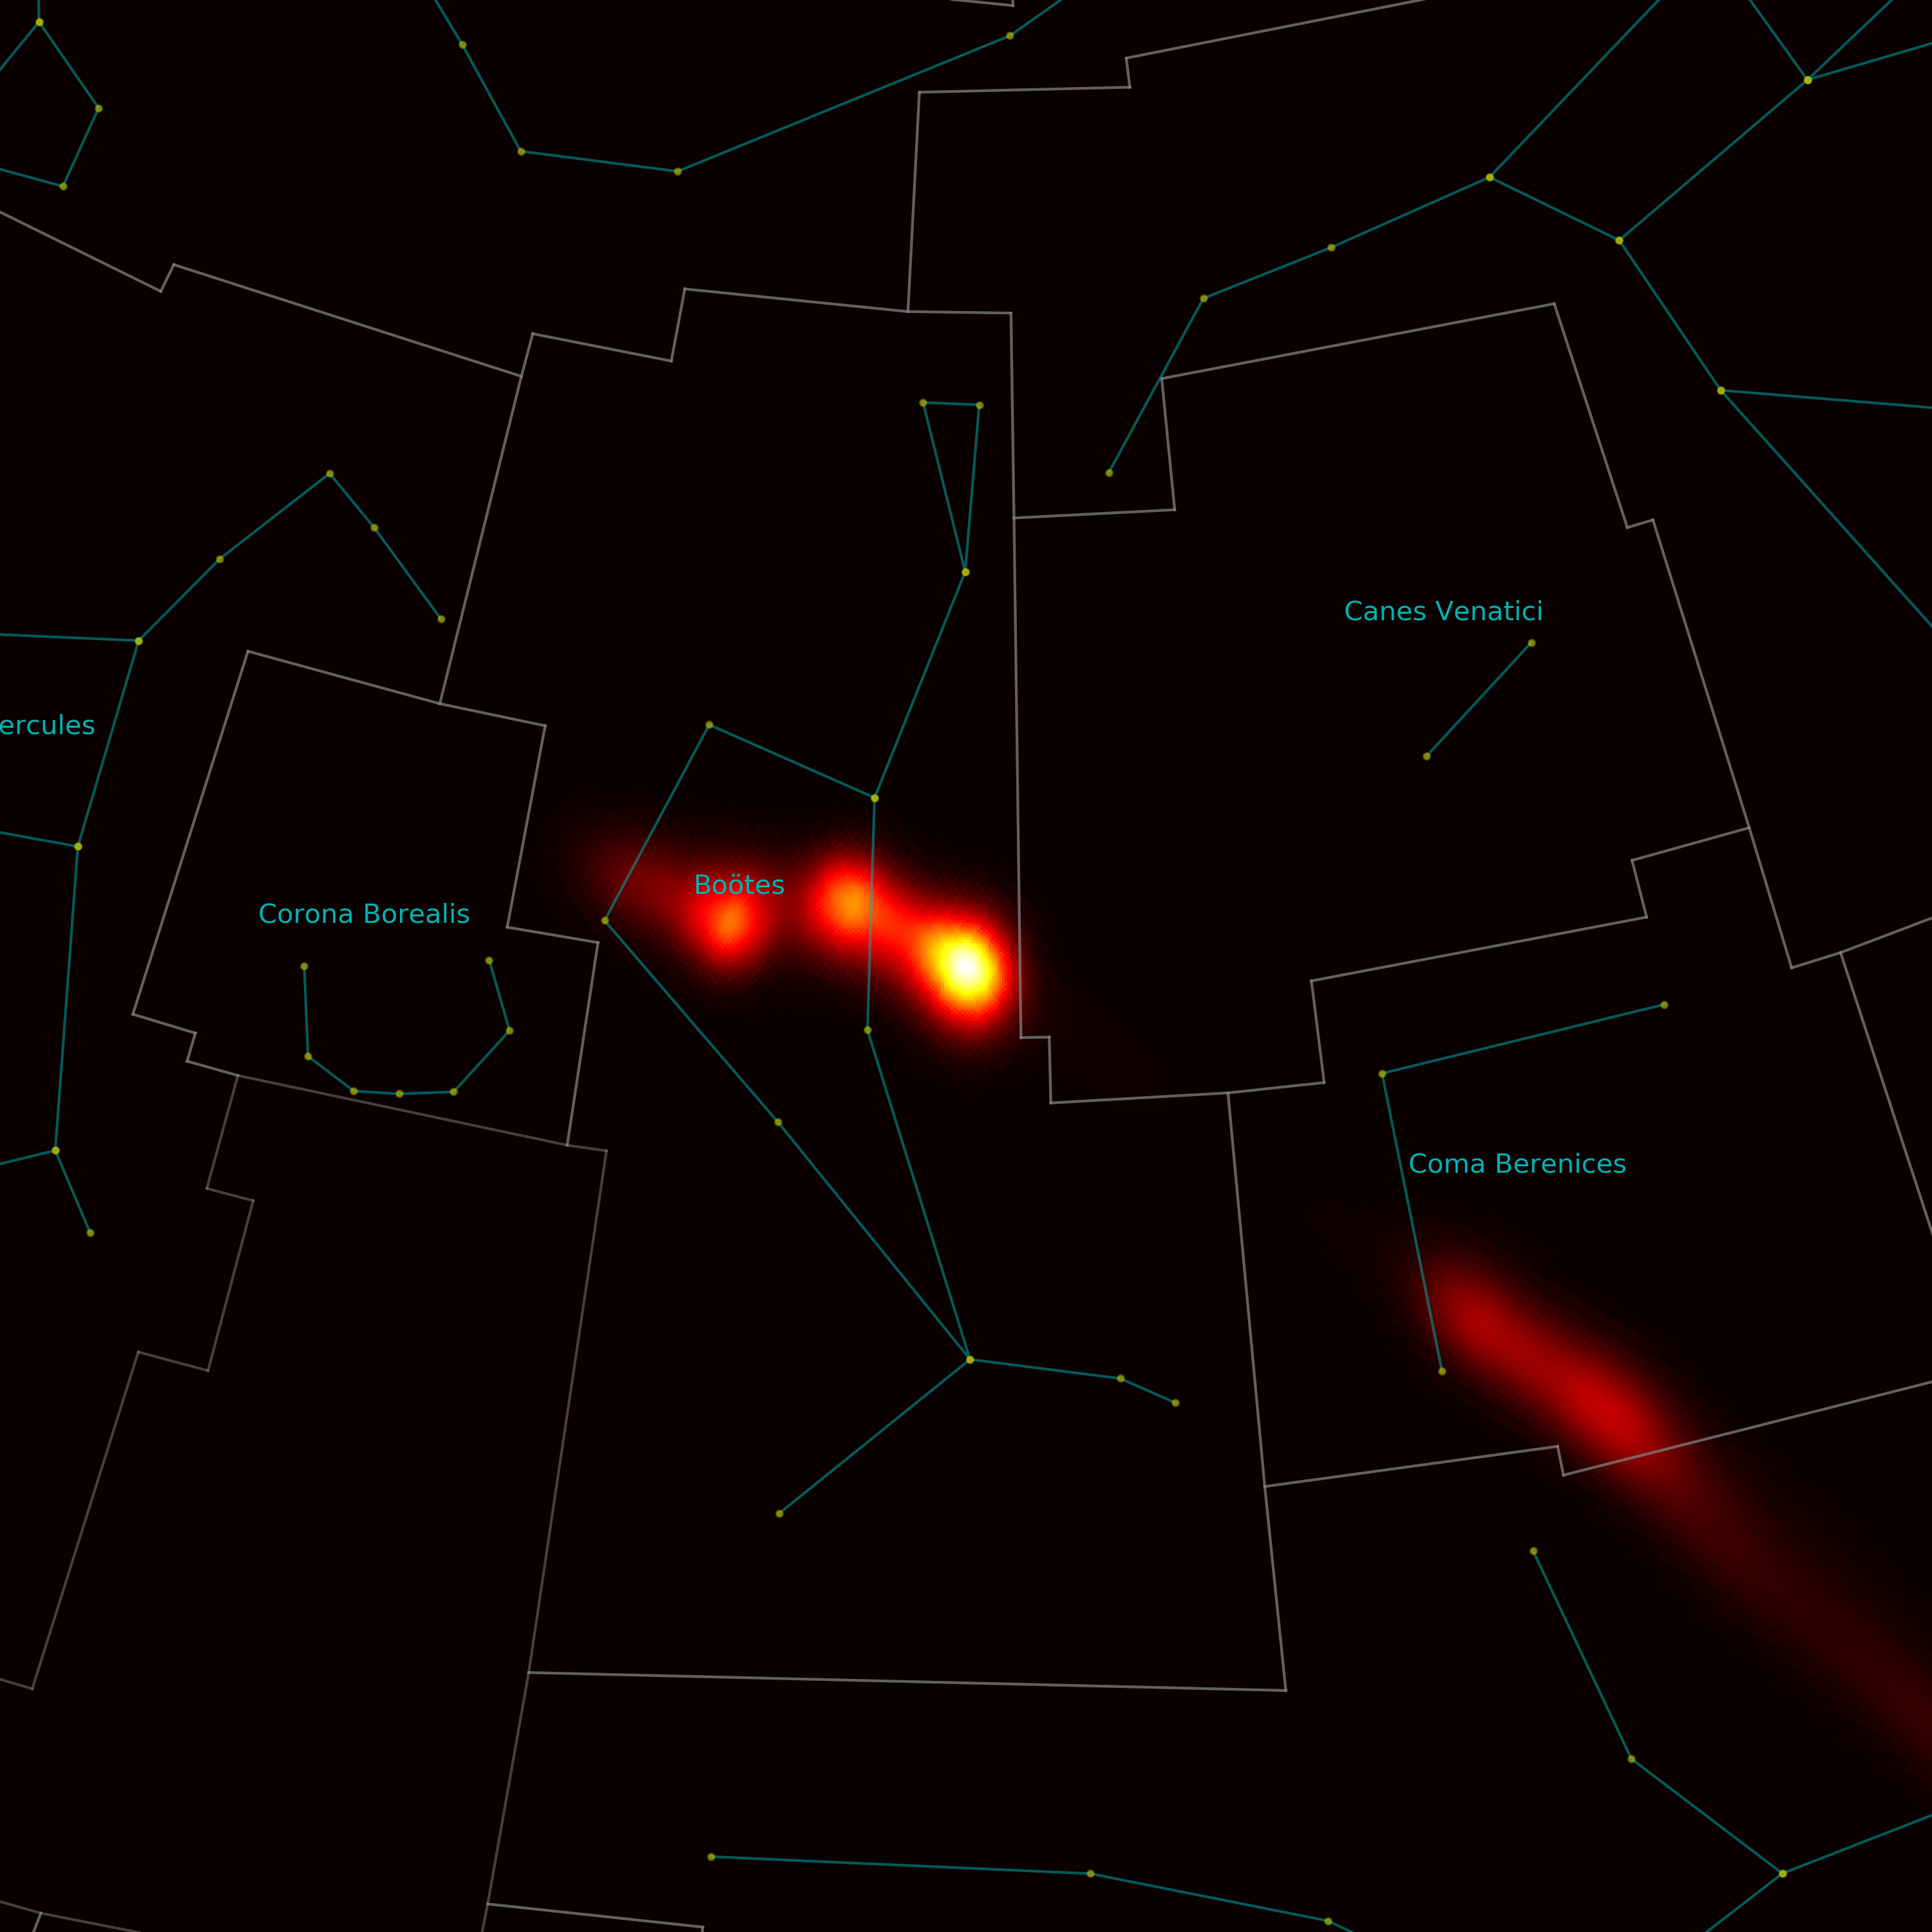 Canes Venatici
ercules
Boötes
Corona Borealis
Coma Berenices